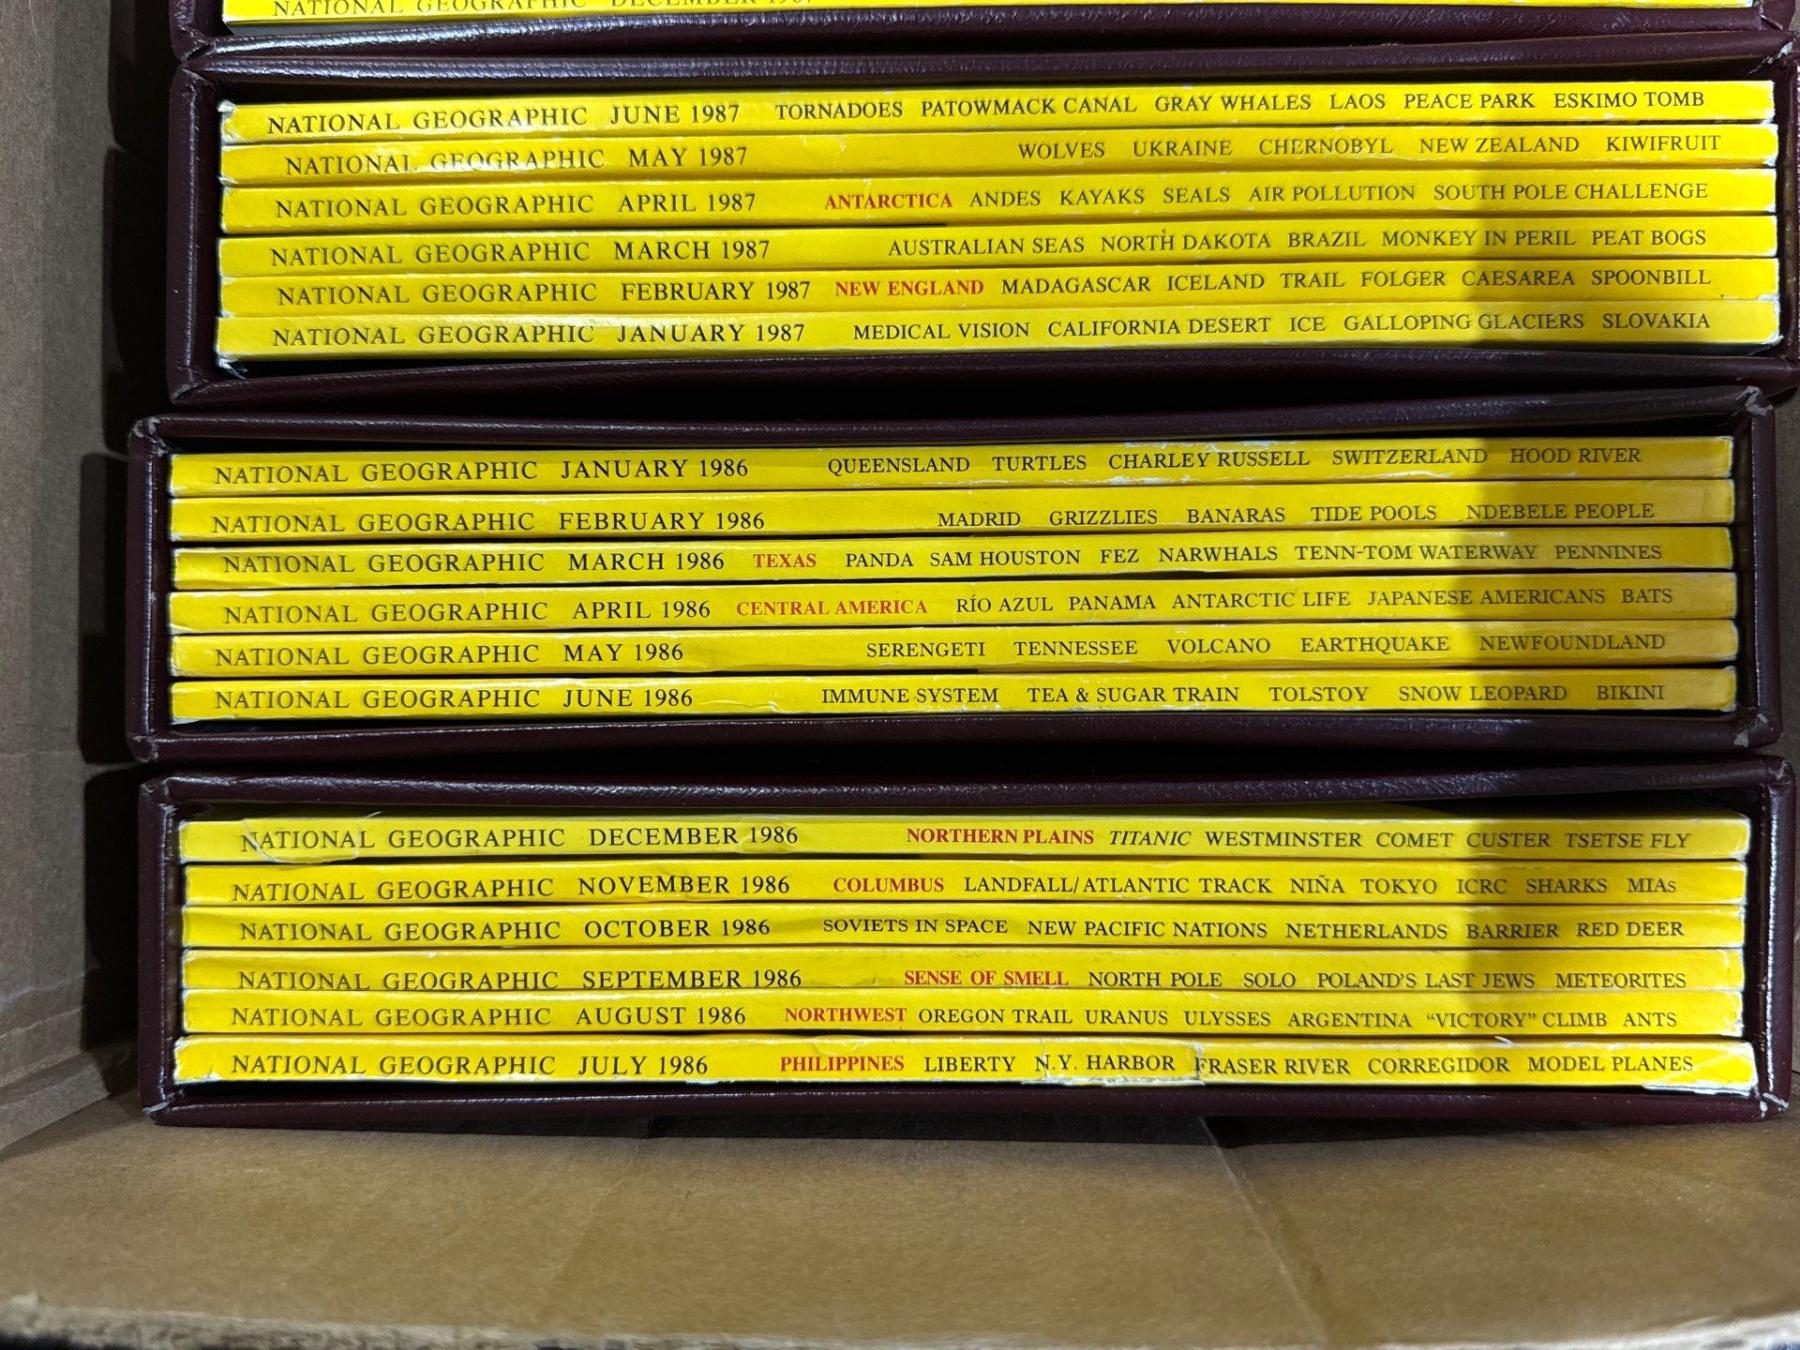 NATIONAL GEOGRAPHIC DECEMBER 1987
NATIONAL GEOGRAPHIC JUNE 1987 TORNADOES PATOWMACK CANAL GRAY WHALES LAOS PEACE PARK ESKIMO TOMB
NATIONAL GEOGRAPHIC MAY 1987 WOLVES UKRAINE CHERNOBYL NEW ZEALAND KIWIFRUIT
NATIONAL GEOGRAPHIC APRIL 1987 ANTARCTICA ANDES KAYAKS SEALS AIR POLLUTION SOUTH POLE CHALLENGE
NATIONAL GEOGRAPHIC MARCH 1987 AUSTRALIAN SEAS NORTH DAKOTA BRAZIL MONKEY IN PERIL PEAT BOGS
NATIONAL GEOGRAPHIC FEBRUARY 1987 NEW ENGLAND MADAGASCAR ICELAND TRAIL FOLGER CAESAREA SPOONBILL
NATIONAL GEOGRAPHIC JANUARY 1987 MEDICAL VISION CALIFORNIA DESERT ICE GALLOPING GLACIERS SLOVAKIA
NATIONAL GEOGRAPHIC JANUARY 1986 QUEENSLAND TURTLES CHARLEY RUSSELL SWITZERLAND HOOD RIVER
NATIONAL GEOGRAPHIC FEBRUARY 1986 MADRID GRIZZLIES BANARAS TIDE POOLS NDEBELE PEOPLE
NATIONAL GEOGRAPHIC MARCH 1986 TEXAS PANDA SAM HOUSTON FEZ NARWHALS TENN-TOM WATERWAY PENNINES
NATIONAL GEOGRAPHIC APRIL 1986 CENTRAL AMERICA RÍO AZUL PANAMA ANTARCTIC LIFE JAPANESE AMERICANS BATS
NATIONAL GEOGRAPHIC MAY 1986 SERENGETI TENNESSEE VOLCANO EARTHQUAKE NEWFOUNDLAND
NATIONAL GEOGRAPHIC JUNE 1986 IMMUNE SYSTEM TEA & SUGAR TRAIN TOLSTOY SNOW LEOPARD BIKINI
NATIONAL GEOGRAPHIC DECEMBER 1986 NORTHERN PLAINS TITANIC WESTMINSTER COMET CUSTER TSETSE FLY
NATIONAL GEOGRAPHIC NOVEMBER 1986 COLUMBUS LANDFALL/ATLANTIC TRACK NIÑA TOKYO ICRC SHARKS MIAs
NATIONAL GEOGRAPHIC OCTOBER 1986 SOVIETS IN SPACE NEW PACIFIC NATIONS NETHERLANDS BARRIER RED DEER
NATIONAL GEOGRAPHIC SEPTEMBER 1986 SENSE OF SMELL NORTH POLE SOLO POLAND'S LAST JEWS METEORITES
NATIONAL GEOGRAPHIC AUGUST 1986 NORTHWEST OREGON TRAIL URANUS ULYSSES ARGENTINA “VICTORY” CLIMB ANTS
NATIONAL GEOGRAPHIC JULY 1986 PHILIPPINES LIBERTY N.Y. HARBOR FRASER RIVER CORREGIDOR MODEL PLANES